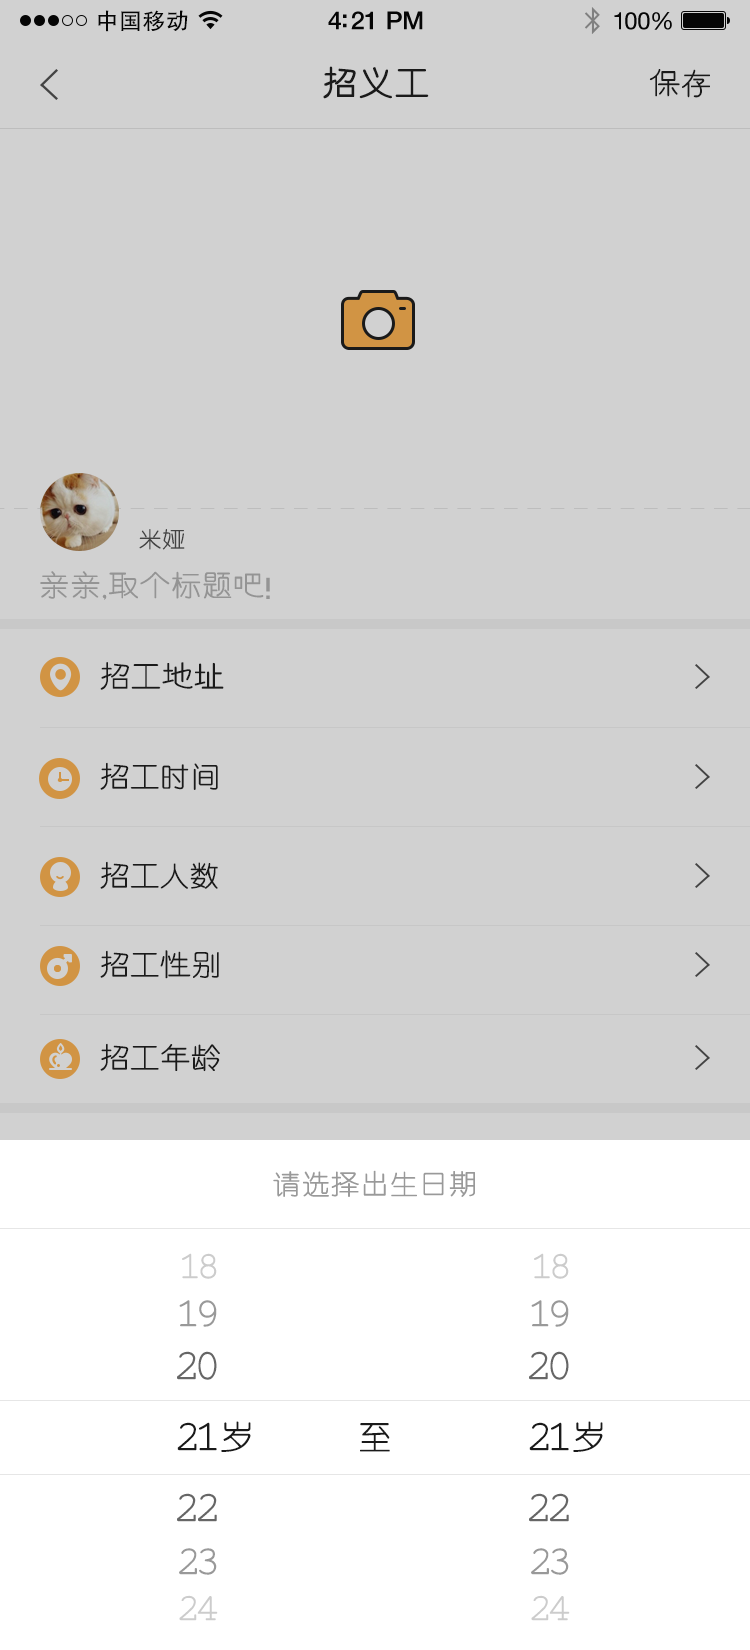 中国移动 4:21 PM 100%
招义工 保存
米娅
亲亲,取个标题吧!
招工地址
招工时间
招工人数
招工性别
招工年龄
请选择出生日期
18 18
19 19
20 20
21岁 至 21岁
22 22
23 23
24 24